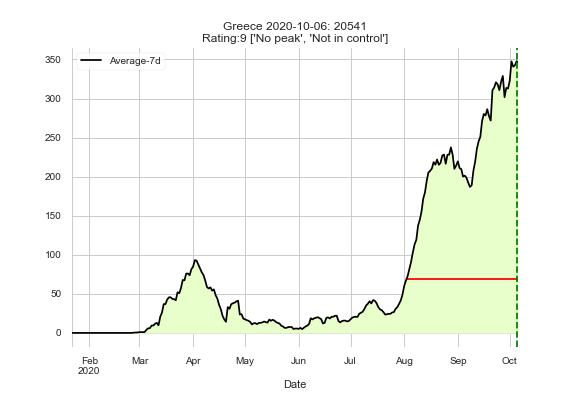 Greece 2020-10-06: 20541
Rating:9 ['No peak', 'Not in control']
Average-7d
350
300
250
200
150
100
50
0
Feb Mar Apr May Jun Jul Aug Sep Oct
2020
Date